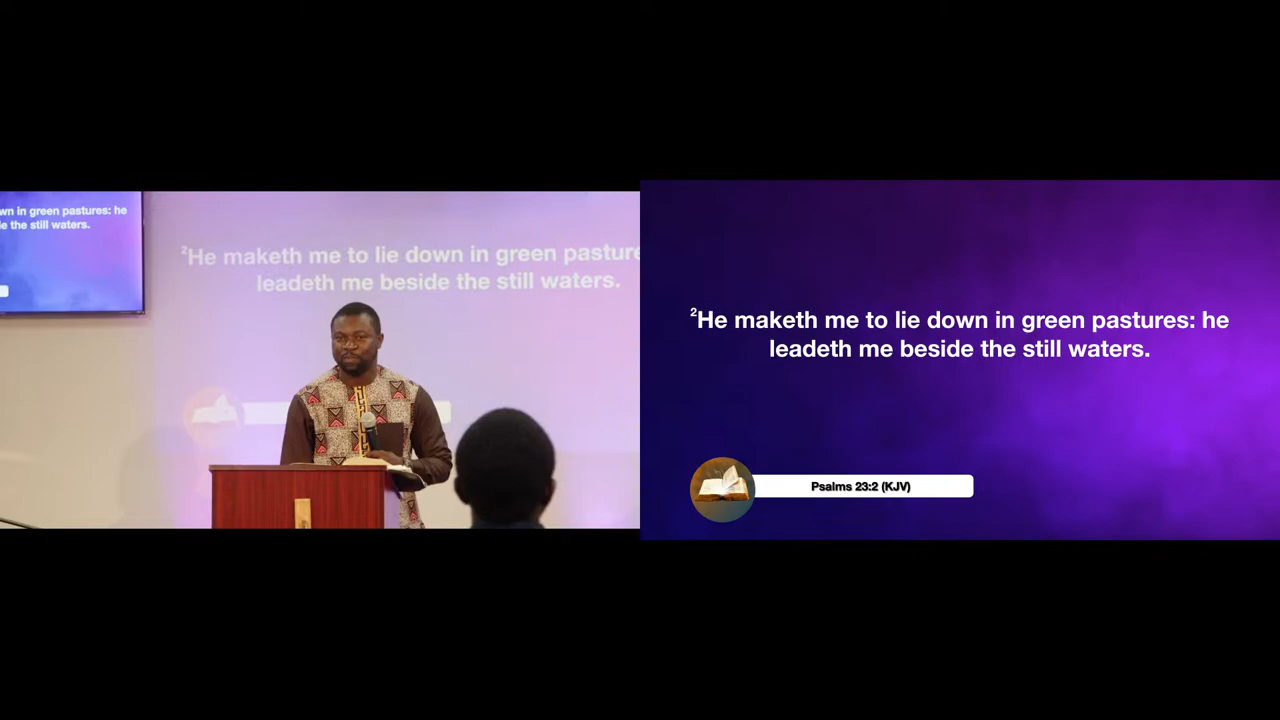 wn in green pastures: he
le the still waters.
²He maketh me to lie down in green pasture
leadeth me beside the still waters.
²He maketh me to lie down in green pastures: he
leadeth me beside the still waters.
Psalms 23:2 (KJV)